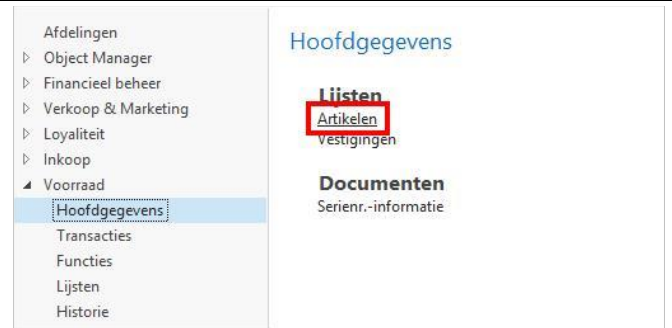 Afdelingen
Object Manager
Financieel beheer
Verkoop & Marketing
Loyaliteit
Inkoop
Voorraad
Hoofdgegevens
Transacties
Functies
Lijsten
Historie
Hoofdgegevens
Lijsten
Artikelen
Vestigingen
Documenten
Serienr.-informatie